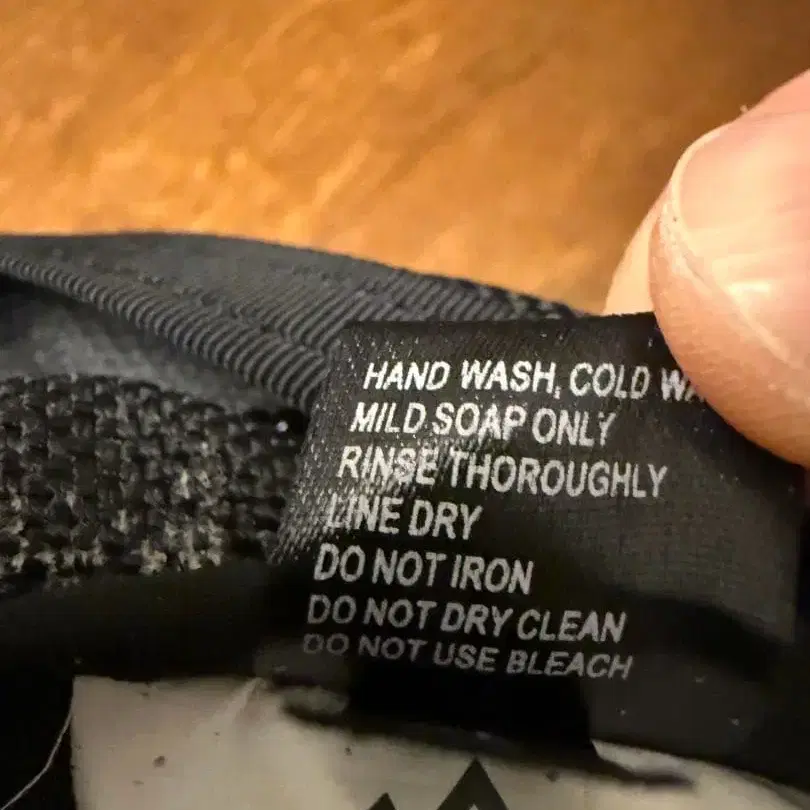 HAND WASH, COLD
MILD SOAP ONLY
RINSE THOROUGHLY
LINE DRY
DO NOT IRON
DO NOT DRY CLEAN
DO NOT USE BLEACH